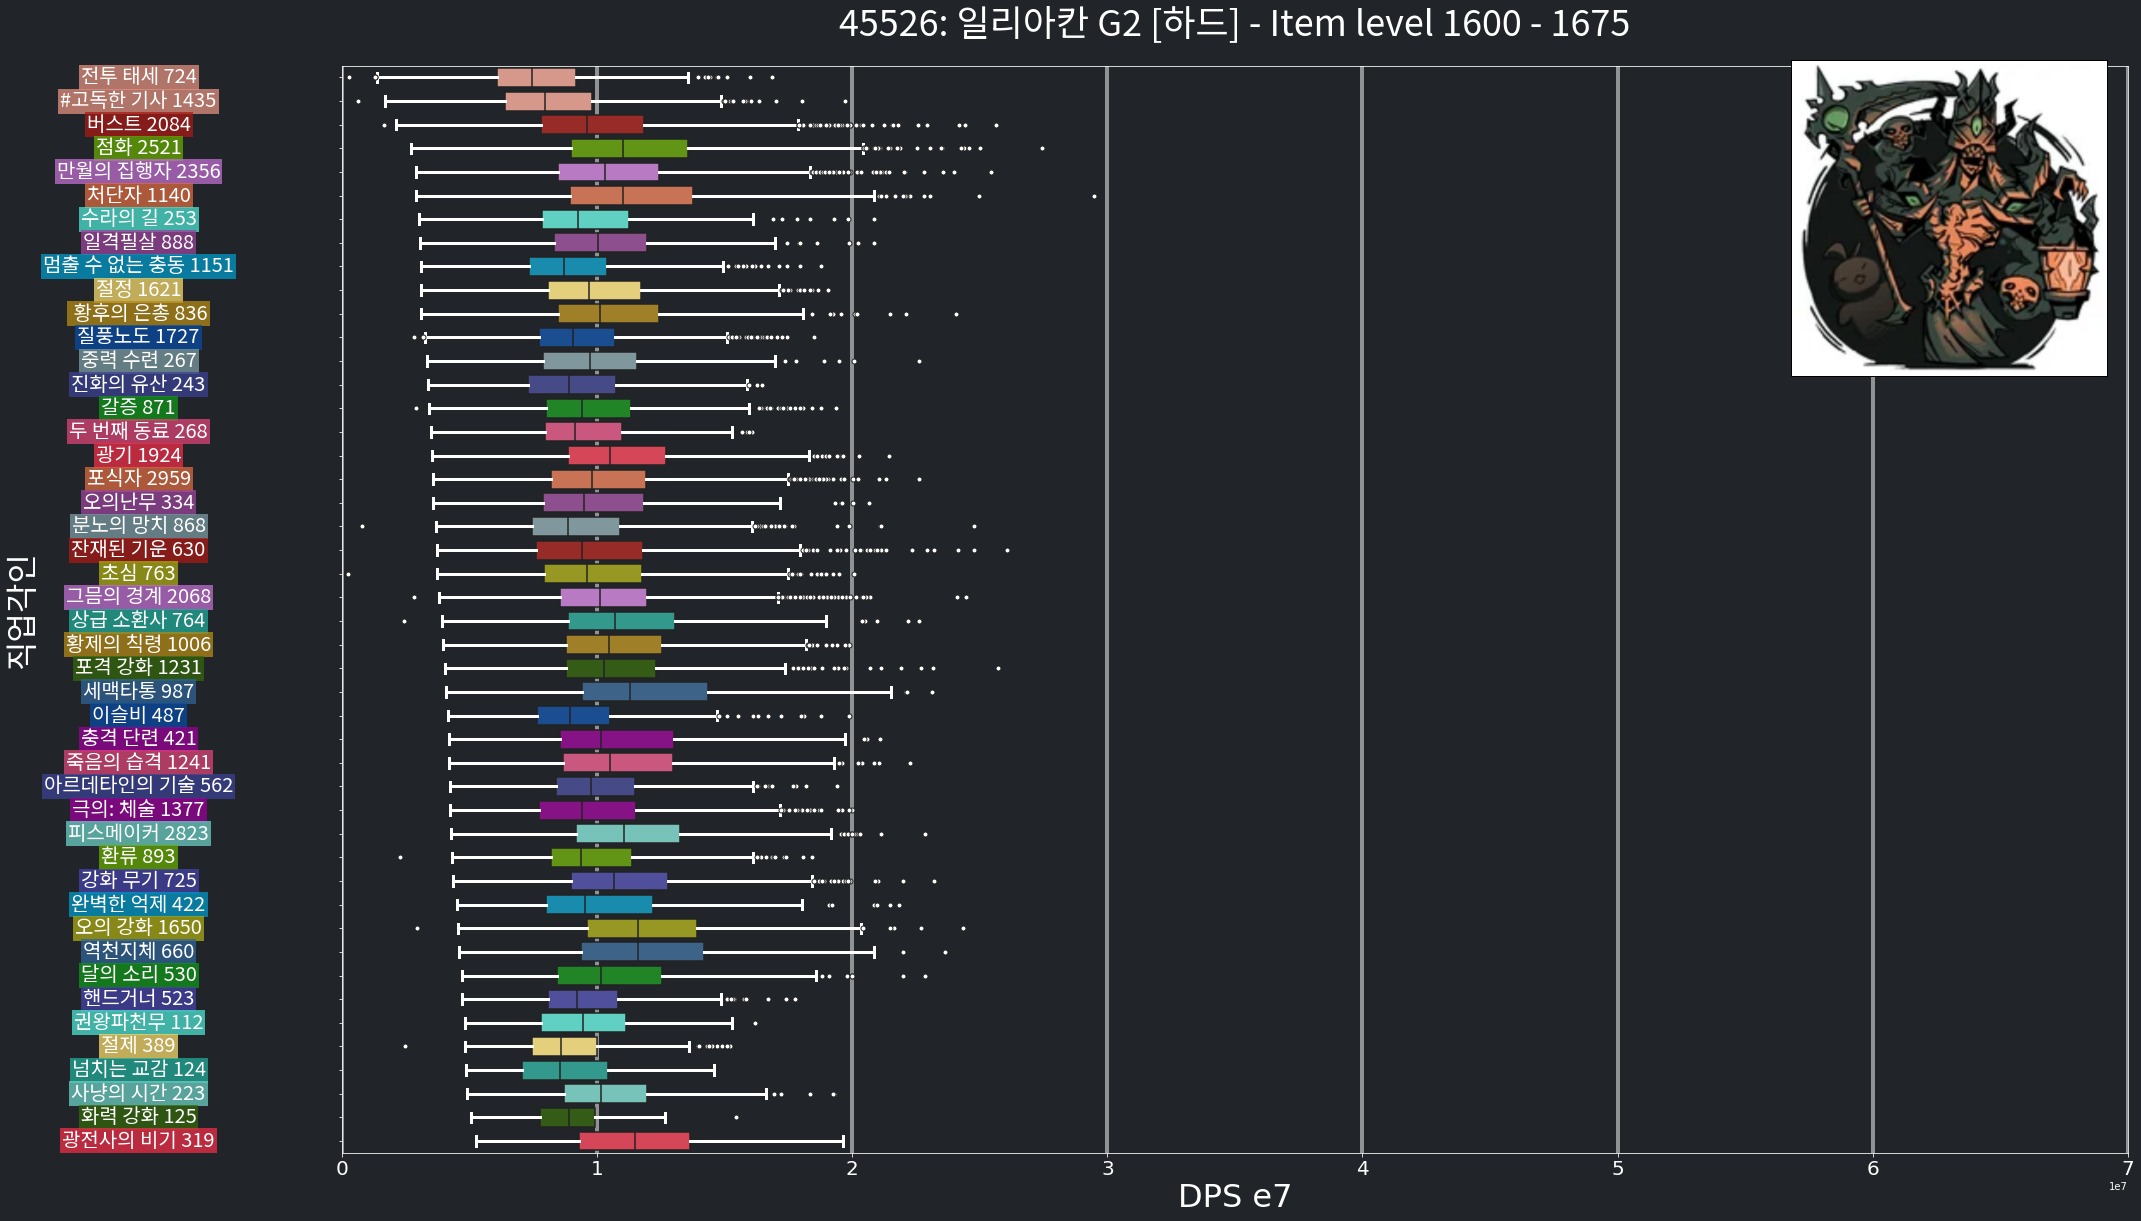 45526: 일리아칸 G2 [하드] - Item level 1600 - 1675
전투 태세 724
#고독한 기사 1435
버스트 2084
점화 2521
만월의 집행자 2356
처단자 1140
수라의 길 253
일격필살 888
멈출 수 없는 충동 1151
절정 1621
황후의 은총 836
질풍노도 1727
중력 수련 267
진화의 유산 243
갈증 871
두 번째 동료 268
광기 1924
포식자 2959
오의난무 334
분노의 망치 868
잔재된 기운 630
초심 763
그믐의 경계 2068
상급 소환사 764
황제의 칙령 1006
포격 강화 1231
세맥타통 987
이슬비 487
충격 단련 421
죽음의 습격 1241
아르데타인의 기술 562
극의: 체술 1377
피스메이커 2823
환류 893
강화 무기 725
완벽한 억제 422
오의 강화 1650
역천지체 660
달의 소리 530
핸드거너 523
권왕파천무 112
절제 389
넘치는 교감 124
사냥의 시간 223
화력 강화 125
광전사의 비기 319
직업각인
0 1 2 3 4 5 6 7
1e7
DPS e7